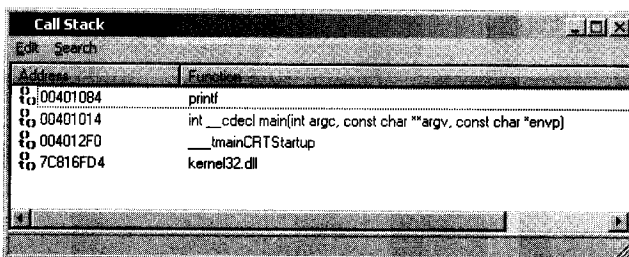 Call Stack
Edit Search
Address Function
00401084 printf
00401014 int __cdecl main(int argc, const char **argv, const char *envp)
004012F0 ___tmainCRTStartup
7C816FD4 kernel32.dll